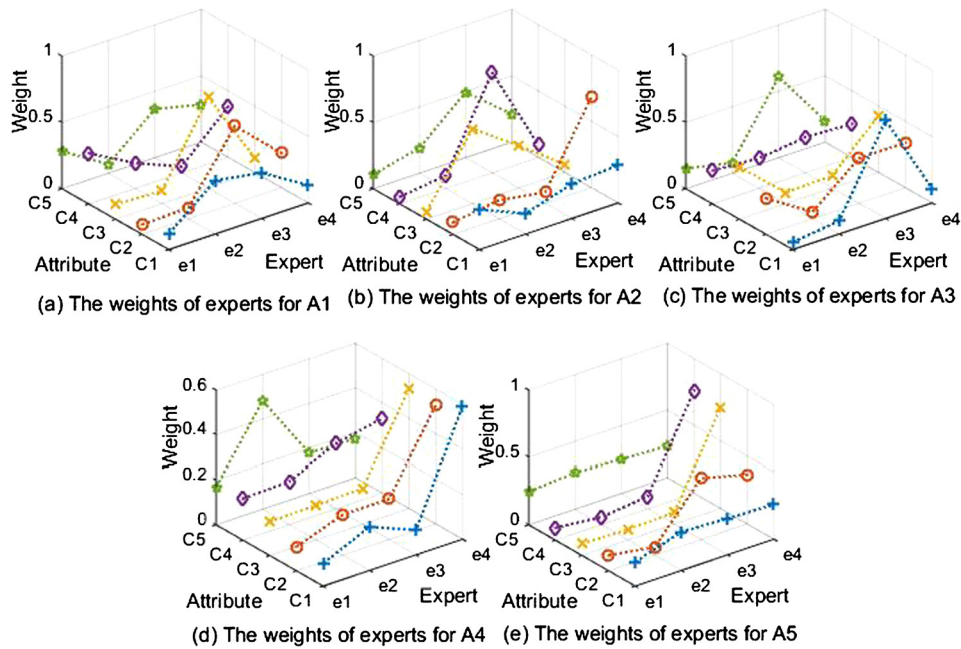 Weight
1
0.5
0
C5
C4
C3
C2
C1
Attribute
e1
e2
e3
e4
Expert
(a) The weights of experts for A1
Weight
1
0.5
0
C5
C4
C3
C2
C1
Attribute
e1
e2
e3
e4
Expert
(b) The weights of experts for A2
Weight
1
0.5
0
C5
C4
C3
C2
C1
Attribute
e1
e2
e3
e4
Expert
(c) The weights of experts for A3
Weight
0.6
0.4
0.2
0
C5
C4
C3
C2
C1
Attribute
e1
e2
e3
e4
Expert
(d) The weights of experts for A4
Weight
1
0.5
0
C5
C4
C3
C2
C1
Attribute
e1
e2
e3
e4
Expert
(e) The weights of experts for A5